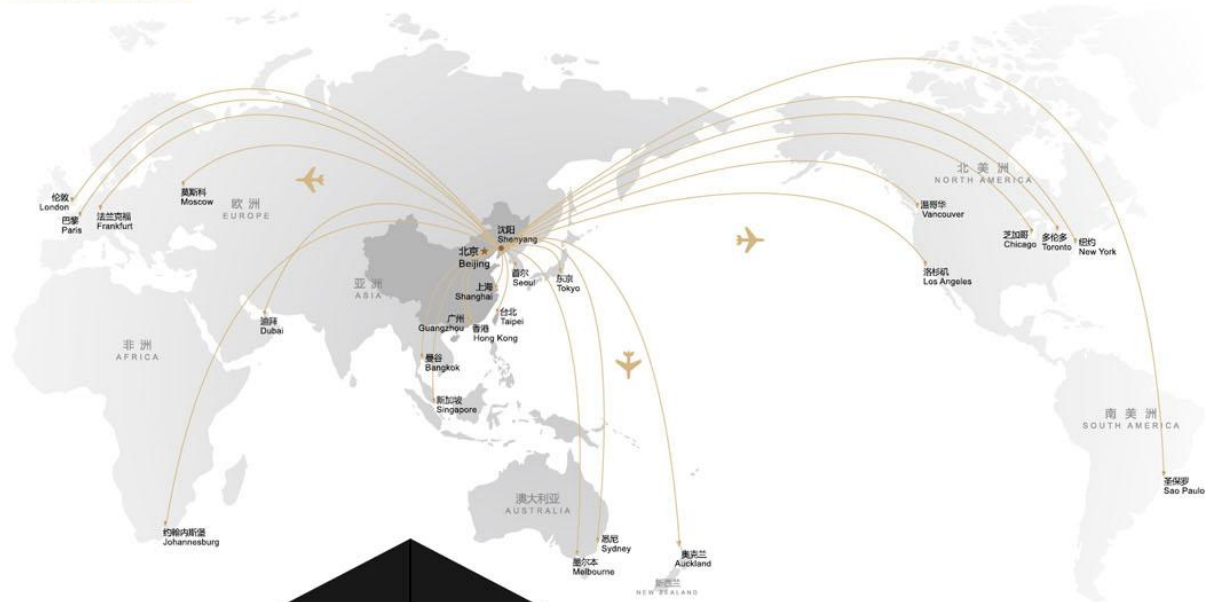 伦敦
London
巴黎
Paris
法兰克福
Frankfurt
莫斯科
Moscow
欧洲
EUROPE
沈阳
Shenyang
北京
Beijing
首尔
Seoul
东京
Tokyo
亚洲
ASIA
上海
Shanghai
台北
Taipei
广州
Guangzhou
香港
Hong Kong
迪拜
Dubai
非洲
AFRICA
曼谷
Bangkok
新加坡
Singapore
约翰内斯堡
Johannesburg
澳大利亚
AUSTRALIA
墨尔本
Melbourne
悉尼
Sydney
奥克兰
Auckland
新西兰
NEW ZEALAND
北美洲
NORTH AMERICA
温哥华
Vancouver
芝加哥
Chicago
多伦多
Toronto
纽约
New York
洛杉矶
Los Angeles
南美洲
SOUTH AMERICA
圣保罗
Sao Paulo